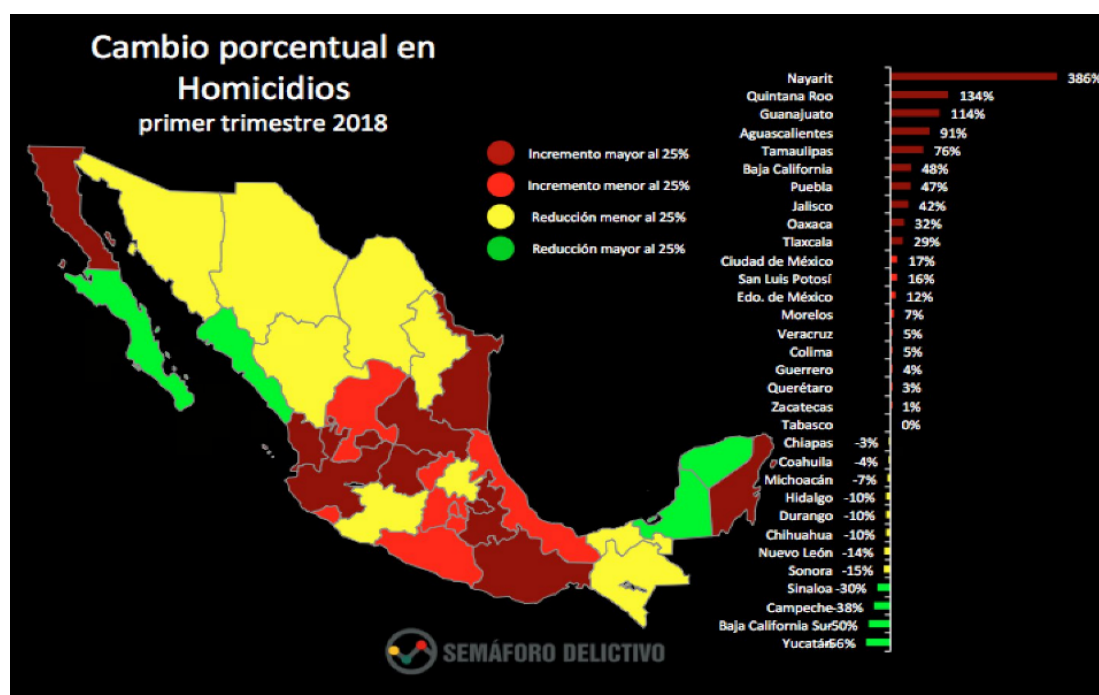 Cambio porcentual en
Homicidios
primer trimestre 2018
Incremento mayor al 25%
Incremento menor al 25%
Reducción menor al 25%
Reducción mayor al 25%
Nayarit 386%
Quintana Roo 134%
Guanajuato 114%
Aguascalientes 91%
Tamaulipas 76%
Baja California 48%
Puebla 47%
Jalisco 42%
Oaxaca 32%
Tlaxcala 29%
Ciudad de México 17%
San Luis Potosí 16%
Edo. de México 12%
Morelos 7%
Veracruz 5%
Colima 5%
Guerrero 4%
Querétaro 3%
Zacatecas 1%
Tabasco 0%
Chiapas -3%
Coahuila -4%
Michoacán -7%
Hidalgo -10%
Durango -10%
Chihuahua -10%
Nuevo León -14%
Sonora -15%
Sinaloa -30%
Campeche -38%
Baja California Sur -50%
Yucatán -56%
SEMÁFORO DELICTIVO